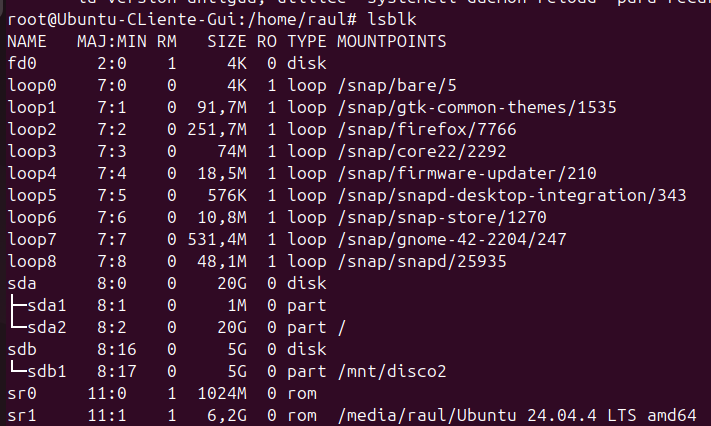 la versión antigua, utilice «systemctl daemon-reload» para
root@Ubuntu-CLiente-Gui:/home/raul# lsblk
NAME   MAJ:MIN RM   SIZE RO TYPE MOUNTPOINTS
fd0      2:0    1     4K  0 disk
loop0    7:0    0     4K  1 loop /snap/bare/5
loop1    7:1    0  91,7M  1 loop /snap/gtk-common-themes/1535
loop2    7:2    0 251,7M  1 loop /snap/firefox/7766
loop3    7:3    0    74M  1 loop /snap/core22/2292
loop4    7:4    0  18,5M  1 loop /snap/firmware-updater/210
loop5    7:5    0   576K  1 loop /snap/snapd-desktop-integration/343
loop6    7:6    0  10,8M  1 loop /snap/snap-store/1270
loop7    7:7    0 531,4M  1 loop /snap/gnome-42-2204/247
loop8    7:8    0  48,1M  1 loop /snap/snapd/25935
sda      8:0    0    20G  0 disk
├─sda1   8:1    0     1M  0 part
└─sda2   8:2    0    20G  0 part /
sdb      8:16   0     5G  0 disk
└─sdb1   8:17   0     5G  0 part /mnt/disco2
sr0     11:0    1  1024M  0 rom
sr1     11:1    1   6,2G  0 rom  /media/raul/Ubuntu 24.04.4 LTS amd64